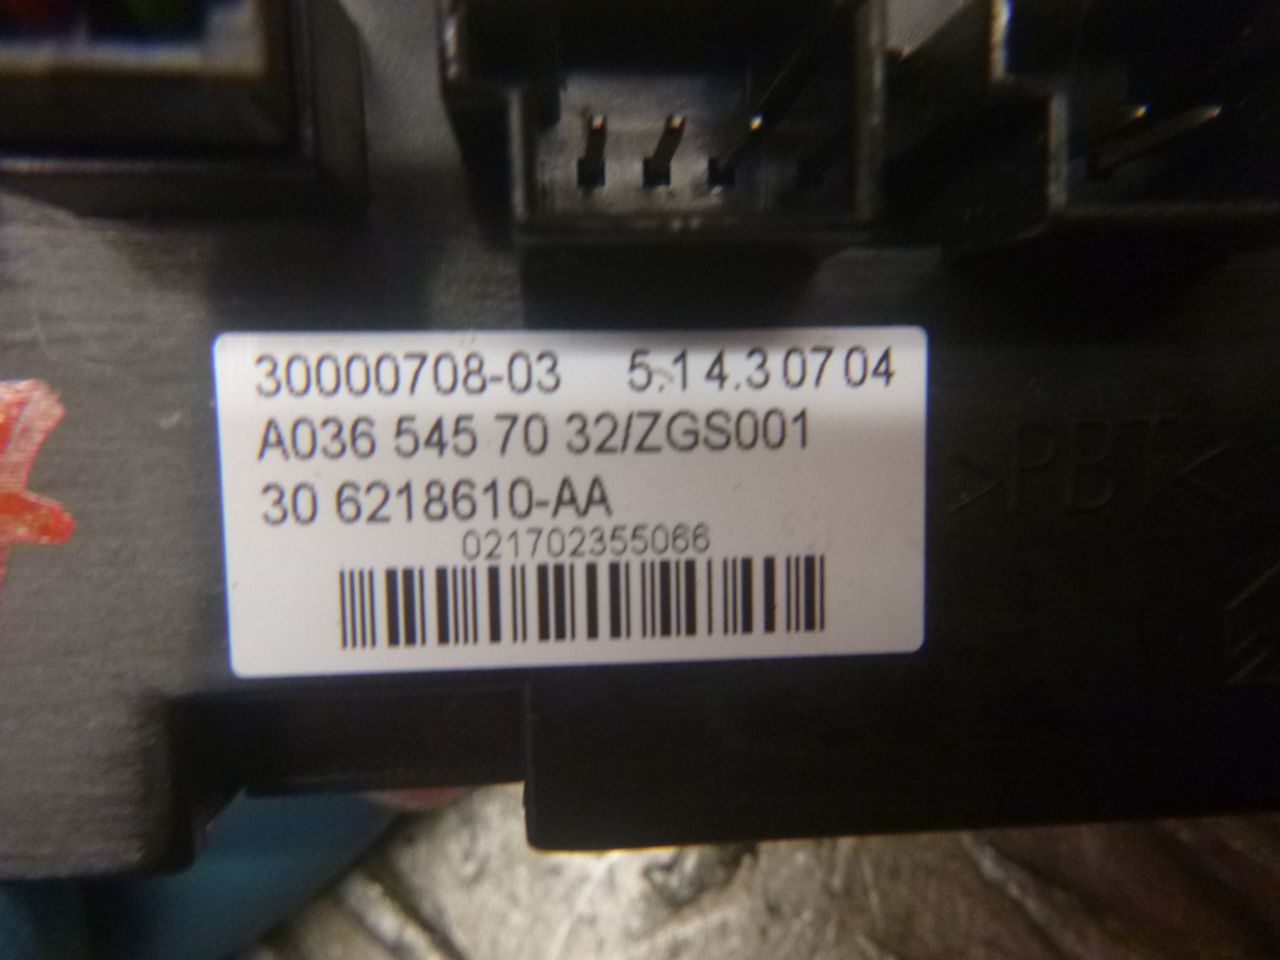 30000708-03 5.14.3 07 04
A036 545 70 32/ZGS001
30 6218610-AA
021702355066
>PBT<